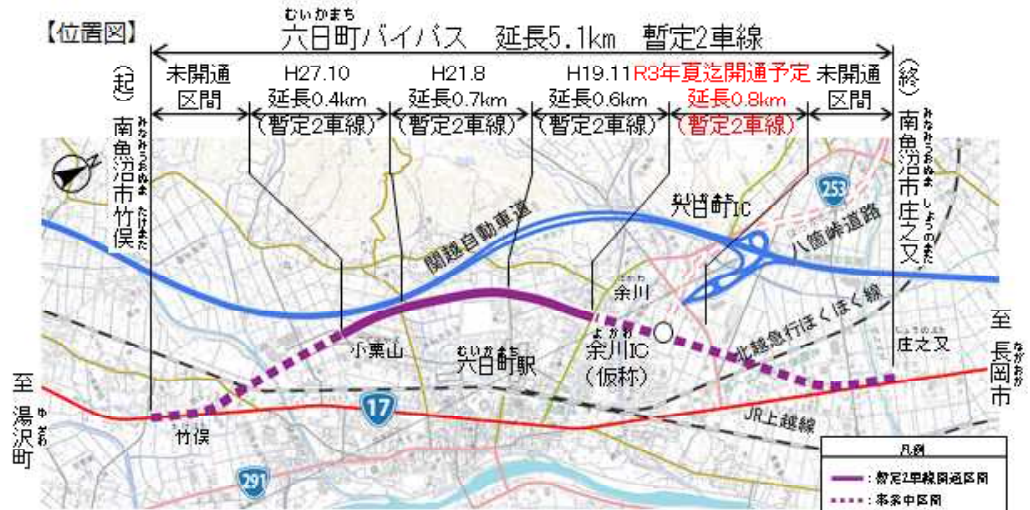 【位置図】
むいかまち
六日町バイパス 延長5.1km 暫定2車線
(起)
未開通
区間
H27.10
延長0.4km
(暫定2車線)
H21.8
延長0.7km
(暫定2車線)
H19.11
延長0.6km
(暫定2車線)
R3年夏迄開通予定
延長0.8km
(暫定2車線)
未開通
区間
(終)
南魚沼市竹俣
みなみうおぬま たけまた
南魚沼市庄之又
みなみうおぬま しょうのまた
N
関越自動車道
むいかまち
六日町IC
253
八箇峠道路
よかわ
余川
よかわ
余川IC
(仮称)
北越急行ほくほく線
しょうのまた
庄之又
小栗山
むいかまち
六日町駅
至
長岡市
ながおか
至
湯沢町
ゆざわ
竹俣
17
JR上越線
291
凡例
:暫定2車線開通区間
:事業中区間